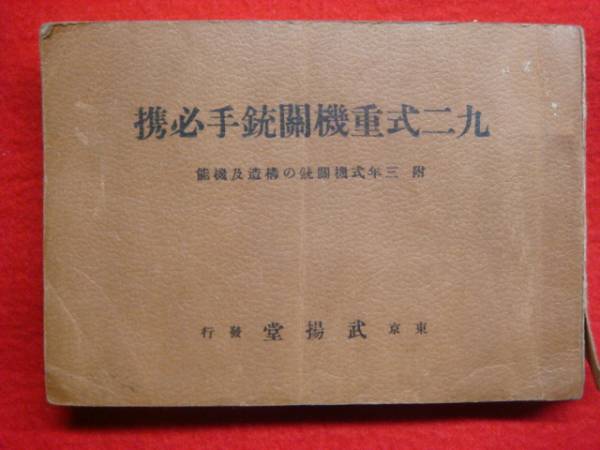 九二式重機關銃手必携
附 三年式機關銃の構造及機能
東京 武揚堂 發行